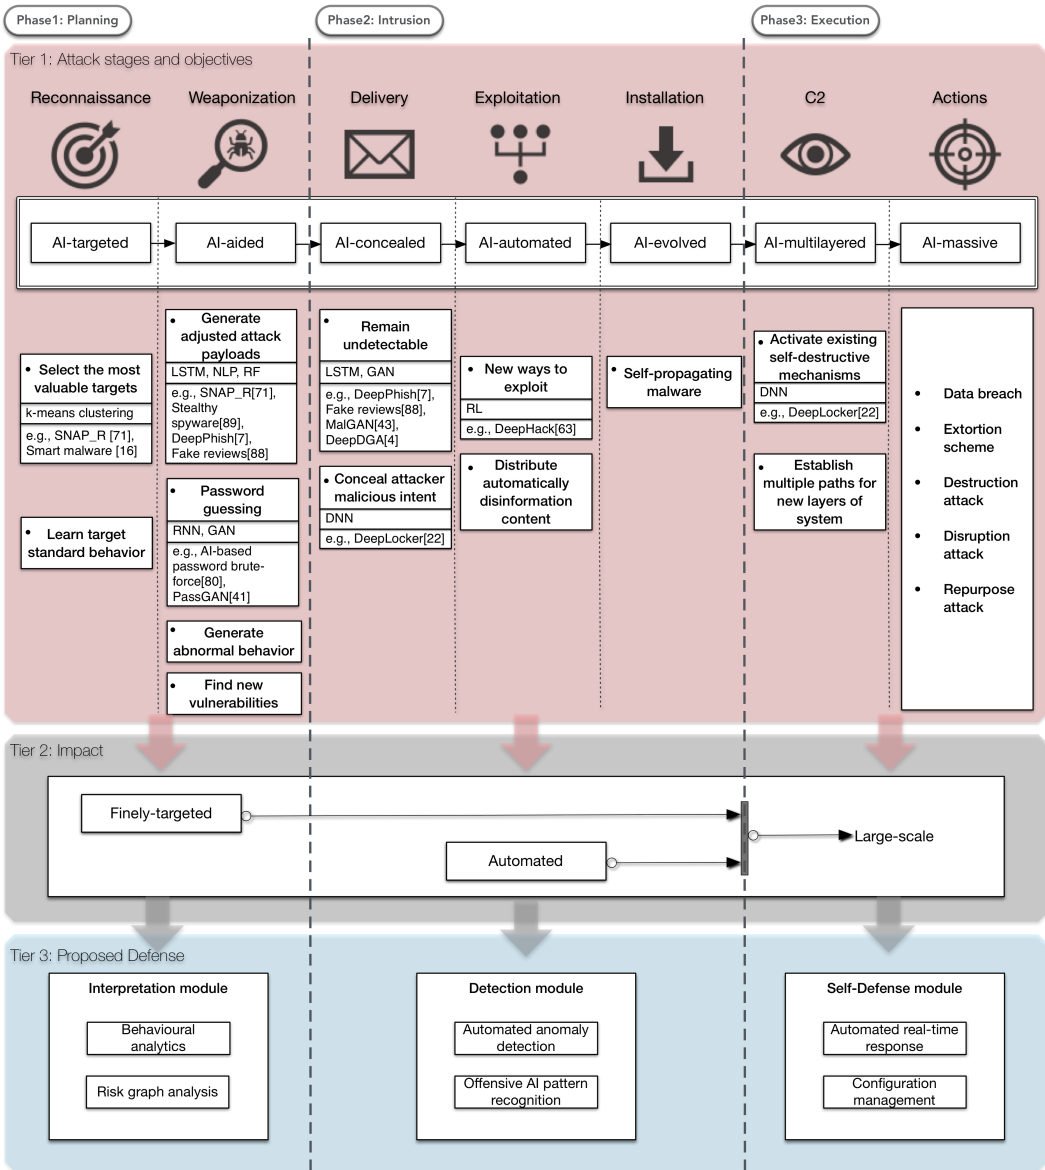 Phase1: Planning
Phase2: Intrusion
Phase3: Execution
Tier 1: Attack stages and objectives
Reconnaissance
Weaponization
Delivery
Exploitation
Installation
C2
Actions
AI-targeted
AI-aided
AI-concealed
AI-automated
AI-evolved
AI-multilayered
AI-massive
• Select the most
valuable targets
k-means clustering
e.g., SNAP_R [71],
Smart malware [16]
• Learn target
standard behavior
• Generate
adjusted attack
payloads
LSTM, NLP, RF
e.g., SNAP_R[71],
Stealthy
spyware[89],
DeepPhish[7],
Fake reviews[88]
• Password
guessing
RNN, GAN
e.g., AI-based
password brute-
force[80],
PassGAN[41]
• Generate
abnormal behavior
• Find new
vulnerabilities
• Remain
undetectable
LSTM, GAN
e.g., DeepPhish[7],
Fake reviews[88],
MalGAN[43],
DeepDGA[4]
• Conceal attacker
malicious intent
DNN
e.g., DeepLocker[22]
• New ways to
exploit
RL
e.g., DeepHack[63]
• Distribute
automatically
disinformation
content
• Self-propagating
malware
• Activate existing
self-destructive
mechanisms
DNN
e.g., DeepLocker[22]
• Establish
multiple paths for
new layers of
system
• Data breach
• Extortion
scheme
• Destruction
attack
• Disruption
attack
• Repurpose
attack
Tier 2: Impact
Finely-targeted
Automated
Large-scale
Tier 3: Proposed Defense
Interpretation module
Behavioural
analytics
Risk graph analysis
Detection module
Automated anomaly
detection
Offensive AI pattern
recognition
Self-Defense module
Automated real-time
response
Configuration
management